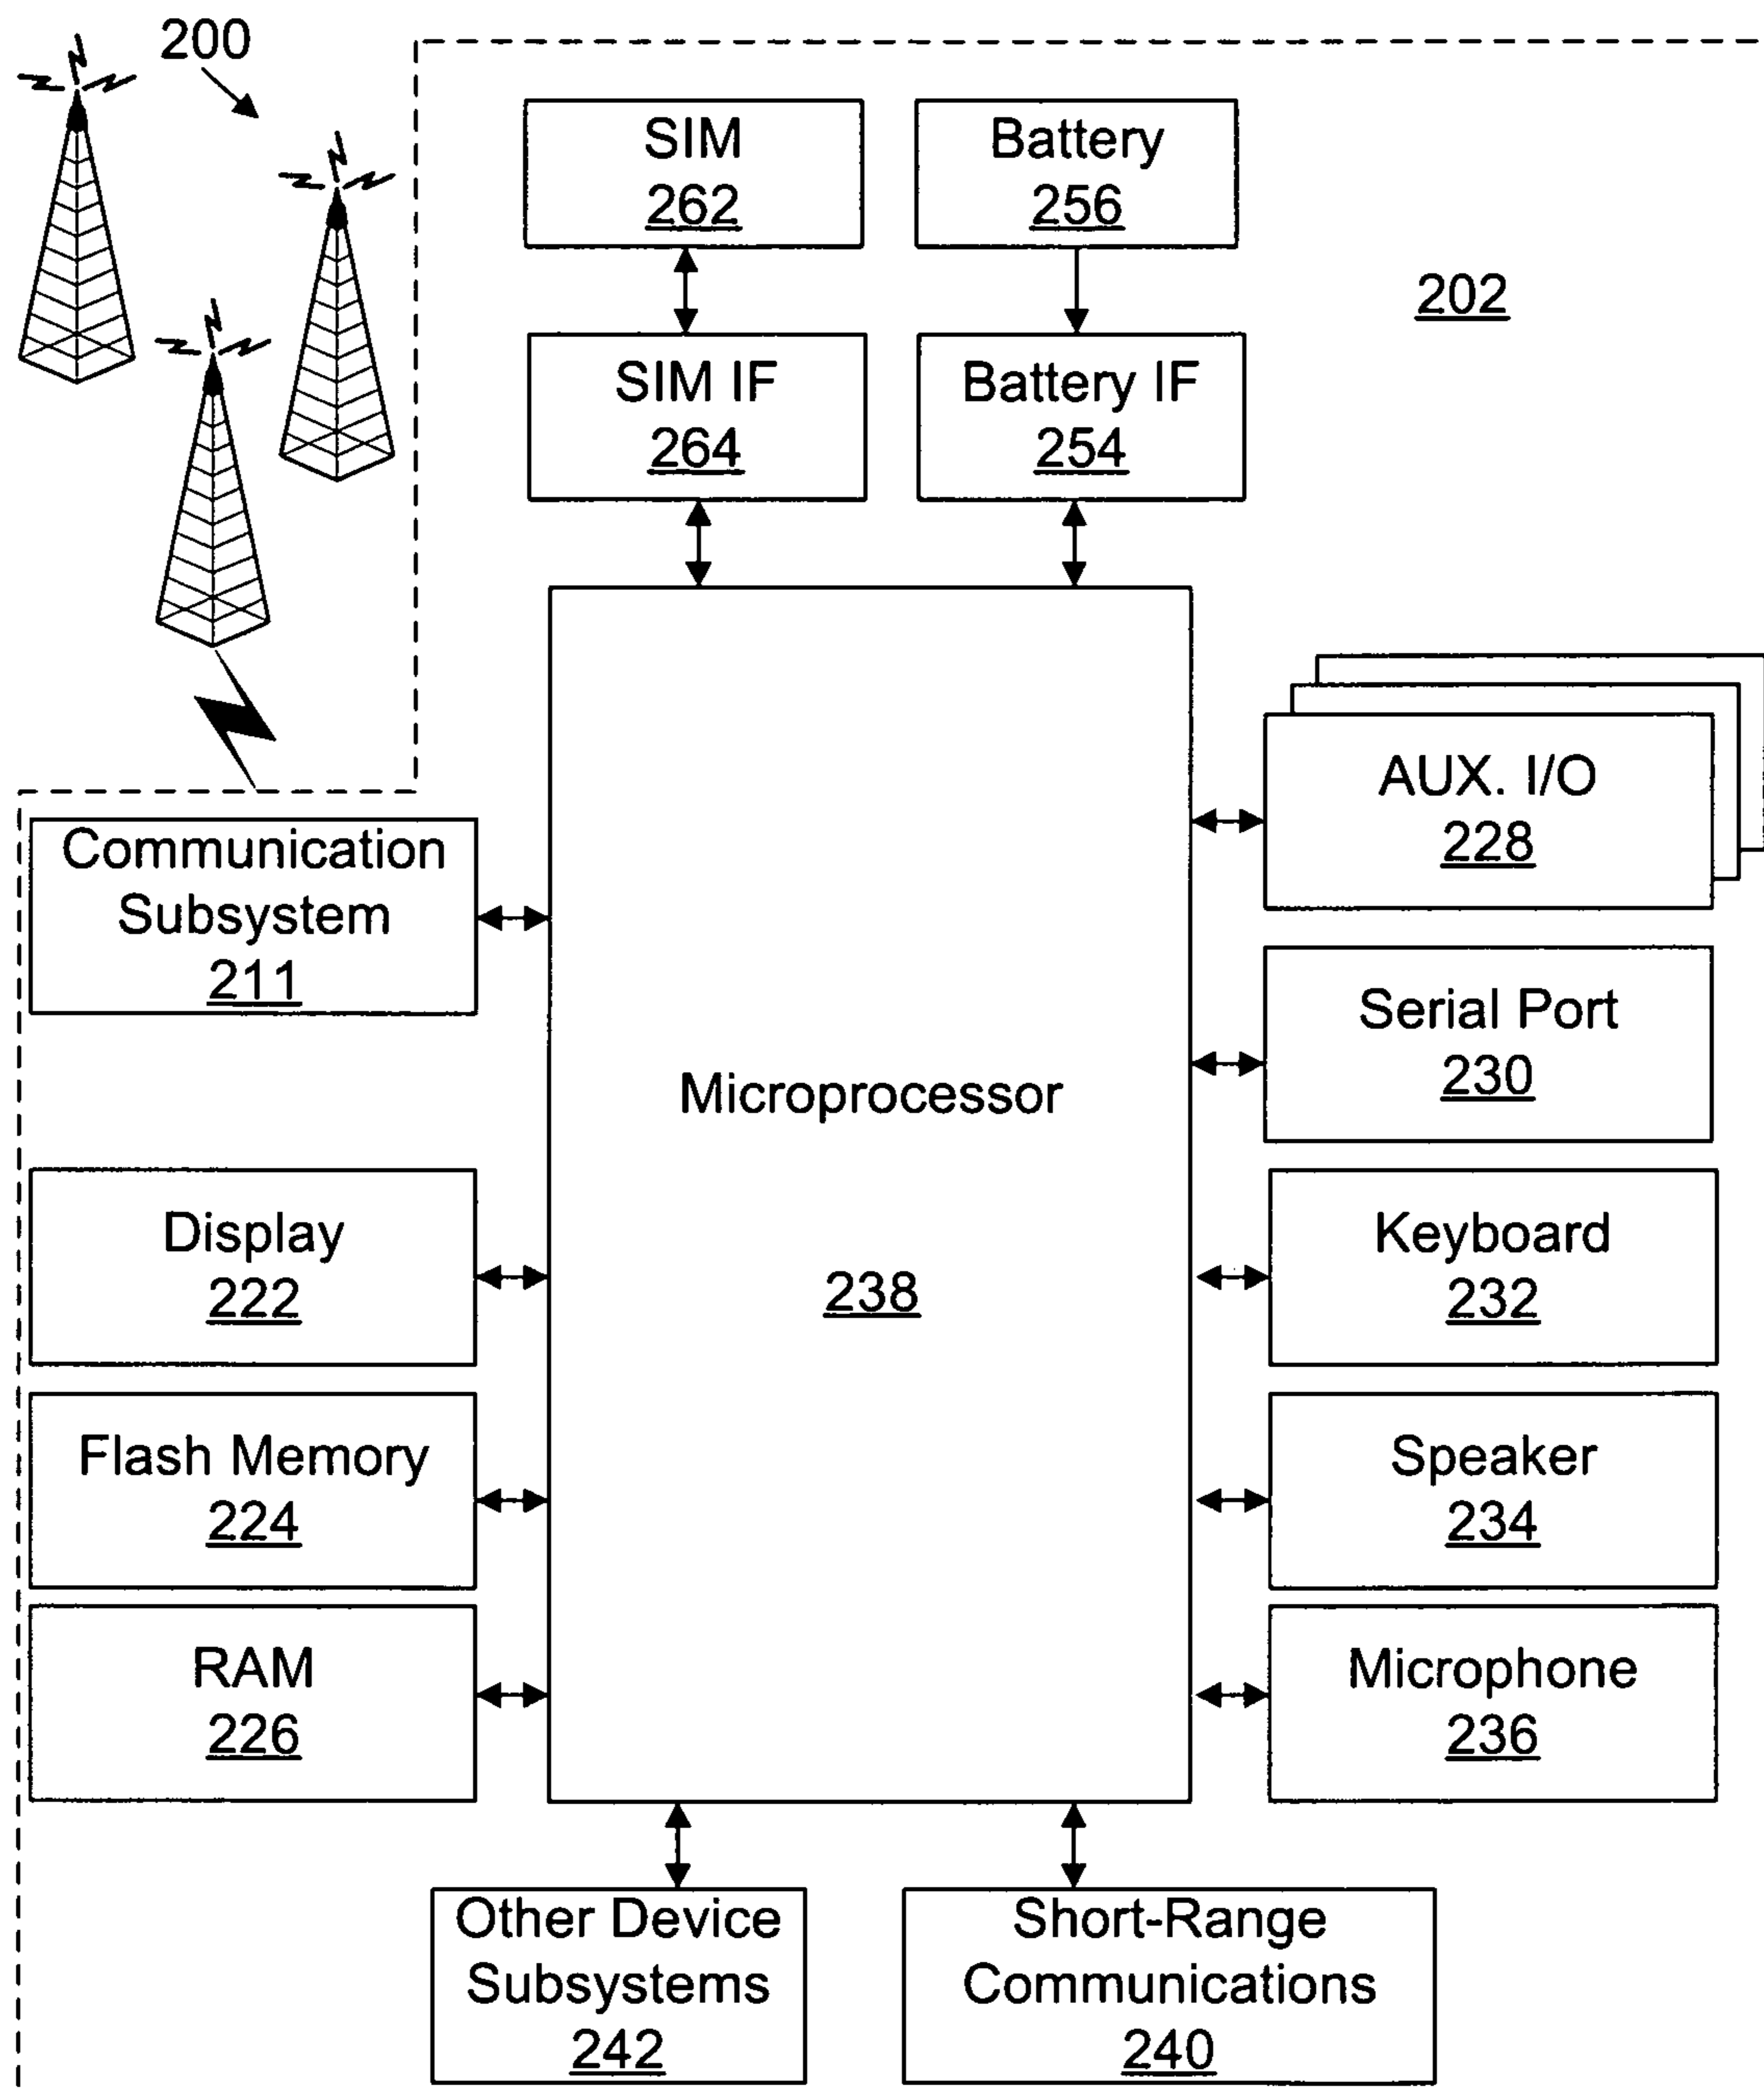 200
SIM
262
Battery
256
202
SIM IF
264
Battery IF
254
AUX. I/O
228
Communication
Subsystem
211
Serial Port
230
Microprocessor
238
Display
222
Keyboard
232
Flash Memory
224
Speaker
234
RAM
226
Microphone
236
Other Device
Subsystems
242
Short-Range
Communications
240